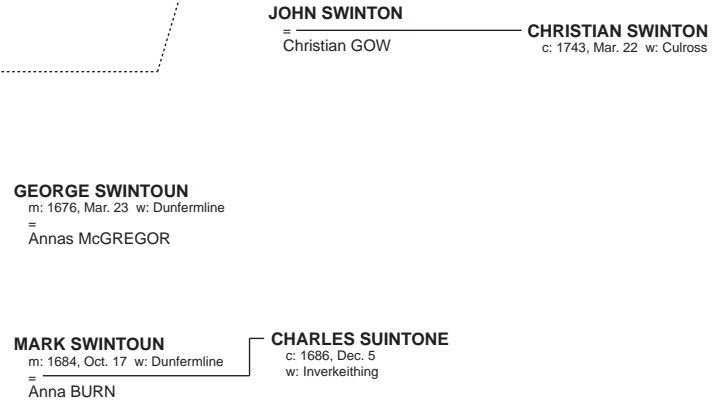 JOHN SWINTON
=
Christian GOW
CHRISTIAN SWINTON
c: 1743, Mar. 22 w: Culross
GEORGE SWINTOUN
m: 1676, Mar. 23 w: Dunfermline
=
Annas McGREGOR
MARK SWINTOUN
m: 1684, Oct. 17 w: Dunfermline
=
Anna BURN
CHARLES SUINTONE
c: 1686, Dec. 5
w: Inverkeithing